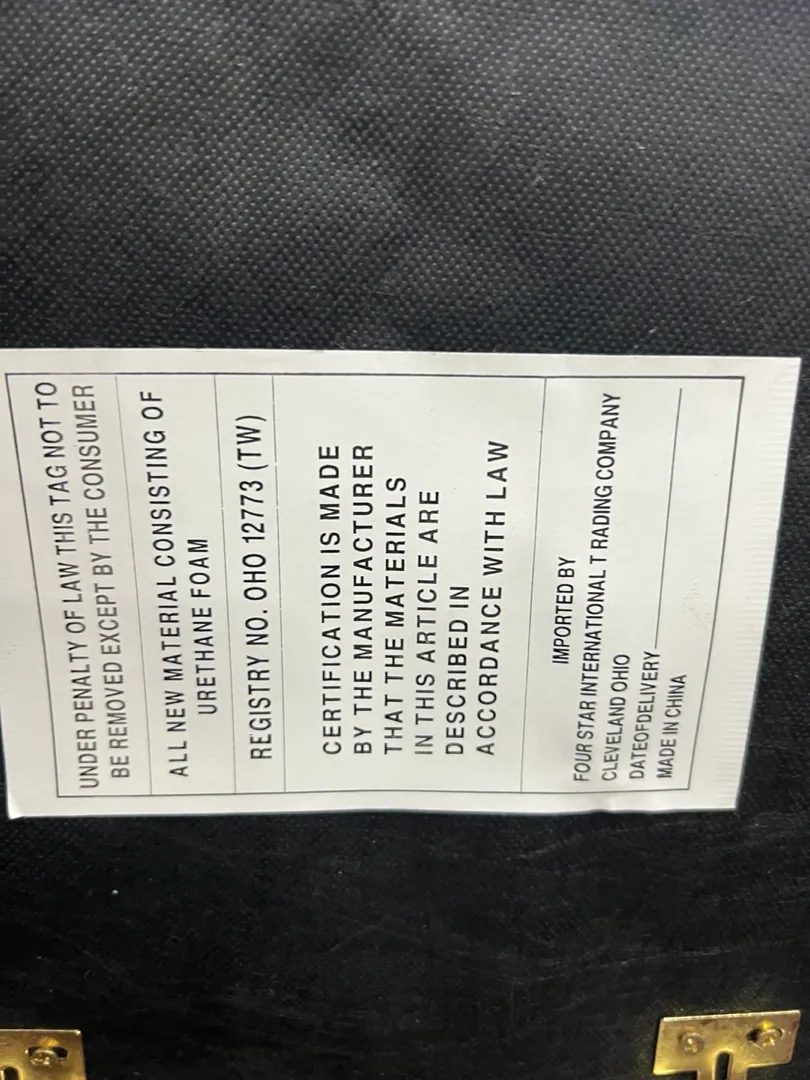 UNDER PENALTY OF LAW THIS TAG NOT TO
BE REMOVED EXCEPT BY THE CONSUMER
ALL NEW MATERIAL CONSISTING OF
URETHANE FOAM
REGISTRY NO. OHO 12773 (TW)
CERTIFICATION IS MADE
BY THE MANUFACTURER
THAT THE MATERIALS
IN THIS ARTICLE ARE
DESCRIBED IN
ACCORDANCE WITH LAW
IMPORTED BY
FOUR STAR INTERNATIONAL T RADING COMPANY
CLEVELAND OHIO
DATEOFDELIVERY
MADE IN CHINA